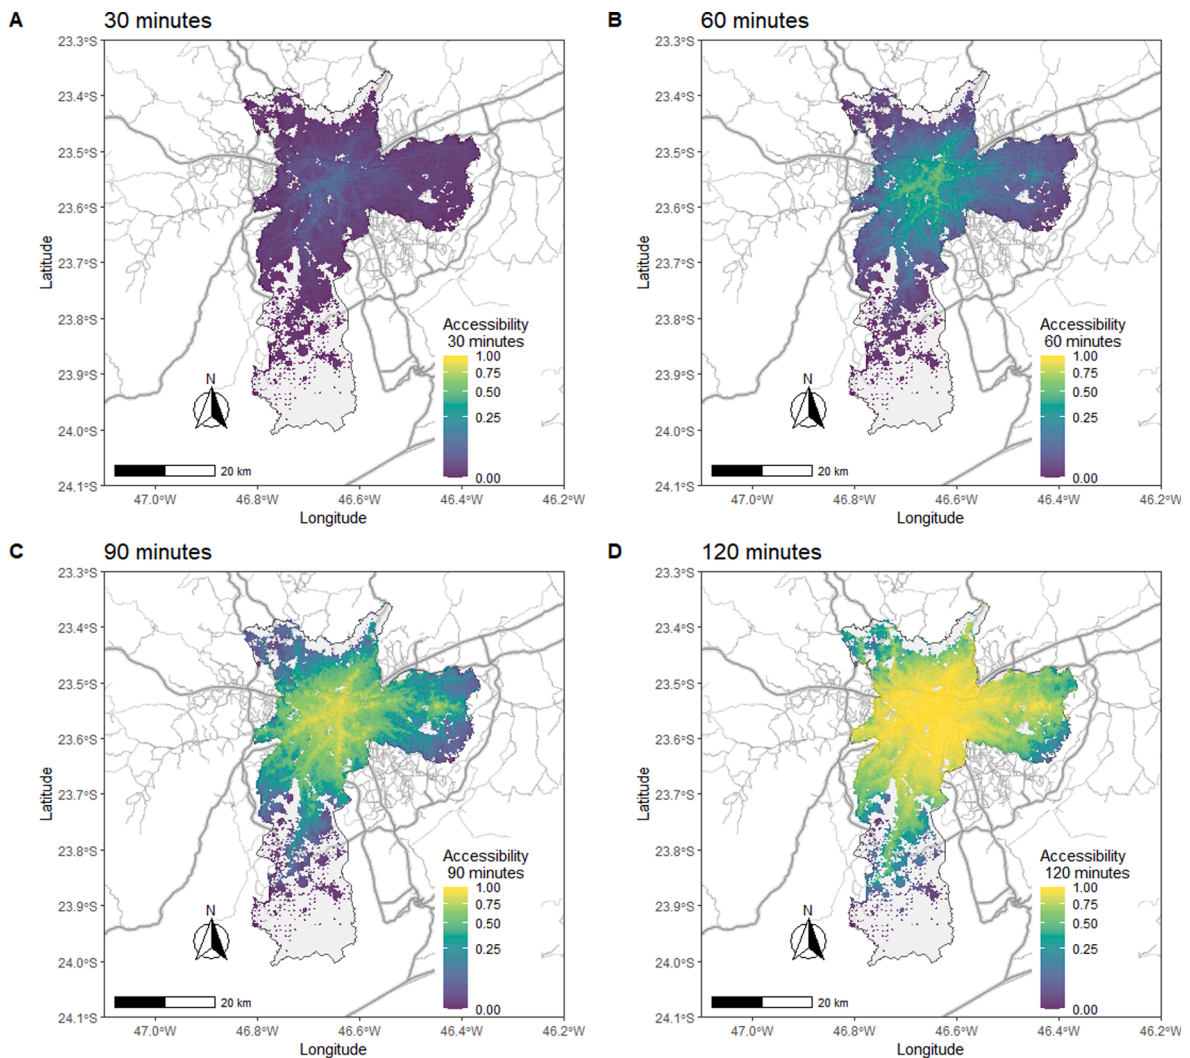 A 30 minutes
23.3°S
23.4°S
23.5°S
23.6°S
23.7°S
23.8°S
23.9°S
24.0°S
24.1°S
Latitude
Accessibility
30 minutes
1.00
0.75
0.50
0.25
0.00
N
20 km
47.0°W 46.8°W 46.6°W 46.4°W 46.2°W
Longitude
B 60 minutes
23.3°S
23.4°S
23.5°S
23.6°S
23.7°S
23.8°S
23.9°S
24.0°S
24.1°S
Latitude
Accessibility
60 minutes
1.00
0.75
0.50
0.25
0.00
N
20 km
47.0°W 46.8°W 46.6°W 46.4°W 46.2°W
Longitude
C 90 minutes
23.3°S
23.4°S
23.5°S
23.6°S
23.7°S
23.8°S
23.9°S
24.0°S
24.1°S
Latitude
Accessibility
90 minutes
1.00
0.75
0.50
0.25
0.00
N
20 km
47.0°W 46.8°W 46.6°W 46.4°W 46.2°W
Longitude
D 120 minutes
23.3°S
23.4°S
23.5°S
23.6°S
23.7°S
23.8°S
23.9°S
24.0°S
24.1°S
Latitude
Accessibility
120 minutes
1.00
0.75
0.50
0.25
0.00
N
20 km
47.0°W 46.8°W 46.6°W 46.4°W 46.2°W
Longitude